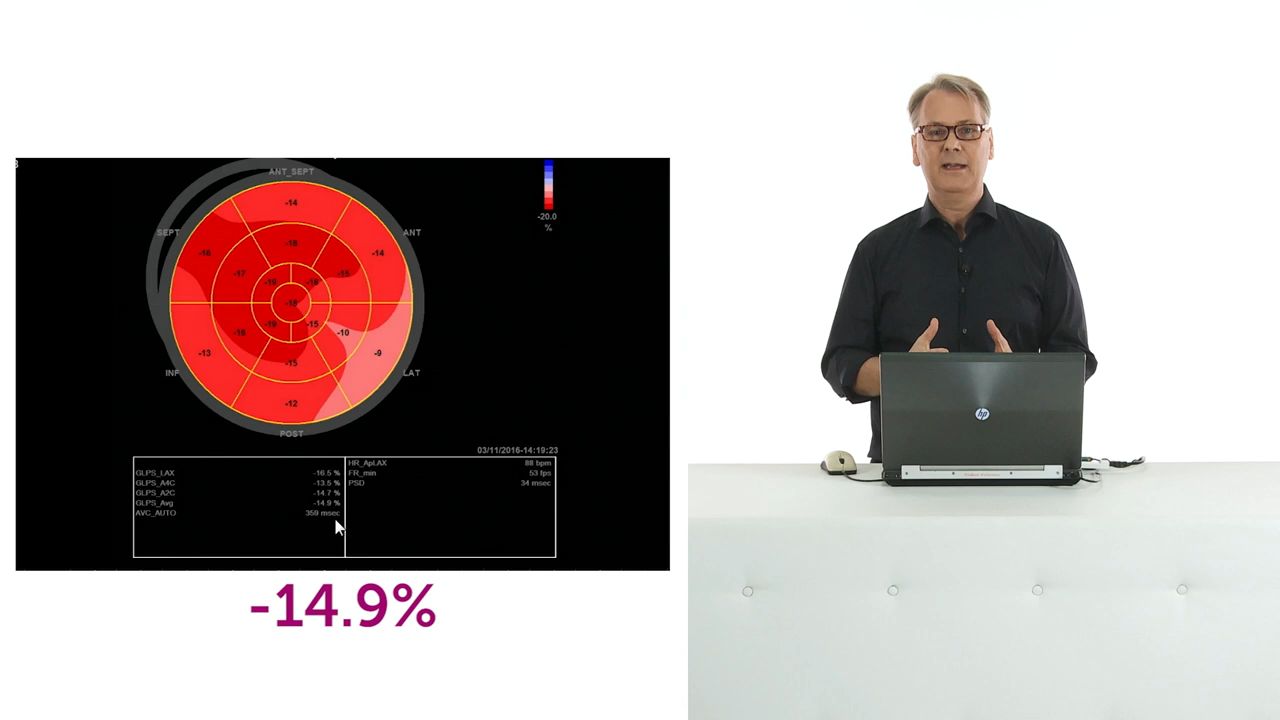 ANT_SEPT
-14
SEPT
ANT
-18
-16
-14
-17
-15
-19
-16
-18
-19
-15
-18
-10
-13
-9
-15
INF
LAT
-12
POST
03/11/2016-14:19:23
GLPS_LAX -16.5 %
GLPS_A4C -13.5 %
GLPS_A2C -14.7 %
GLPS_Avg -14.9 %
AVC_AUTO 359 msec
HR_ApLAX 88 bpm
FR_min 53 fps
PSD 34 msec
-20.0
%
-14.9%
hp